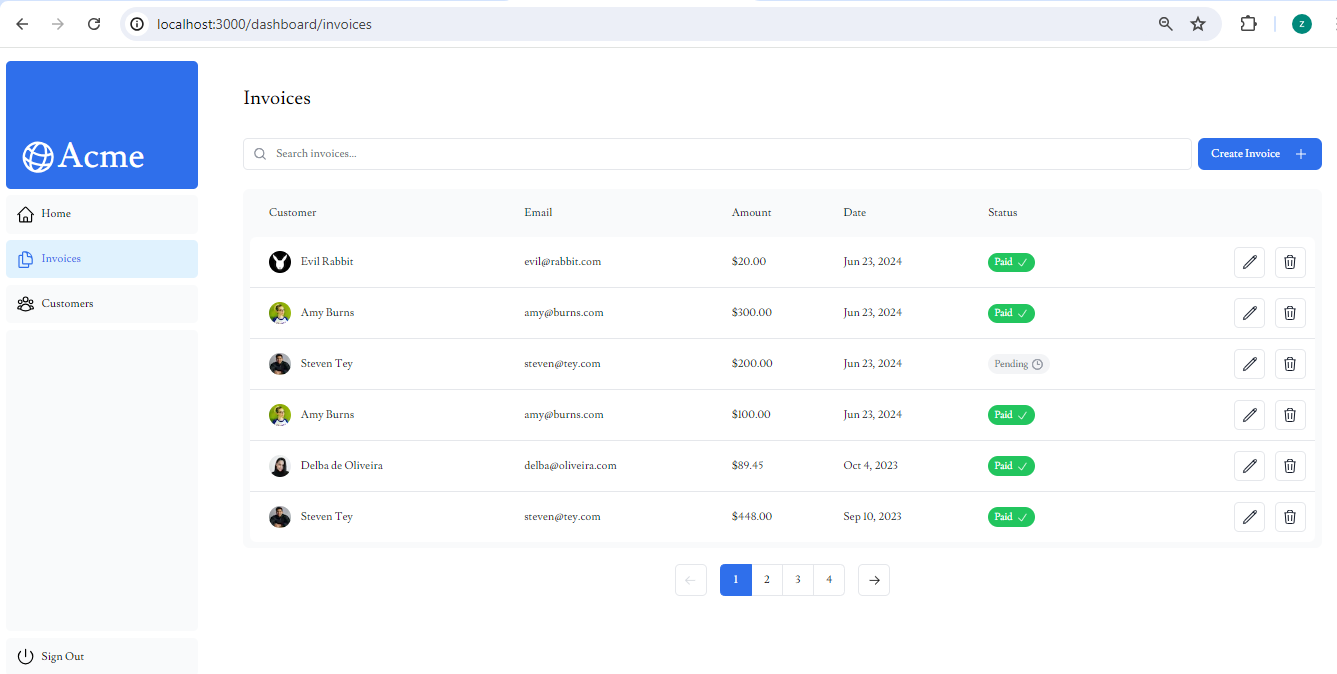 localhost:3000/dashboard/invoices
z
Acme
Home
Invoices
Customers
Sign Out
Invoices
Search invoices...
Create Invoice
Customer Email Amount Date Status
Evil Rabbit evil@rabbit.com $20.00 Jun 23, 2024 Paid
Amy Burns amy@burns.com $300.00 Jun 23, 2024 Paid
Steven Tey steven@tey.com $200.00 Jun 23, 2024 Pending
Amy Burns amy@burns.com $100.00 Jun 23, 2024 Paid
Delba de Oliveira delba@oliveira.com $89.45 Oct 4, 2023 Paid
Steven Tey steven@tey.com $448.00 Sep 10, 2023 Paid
1 2 3 4